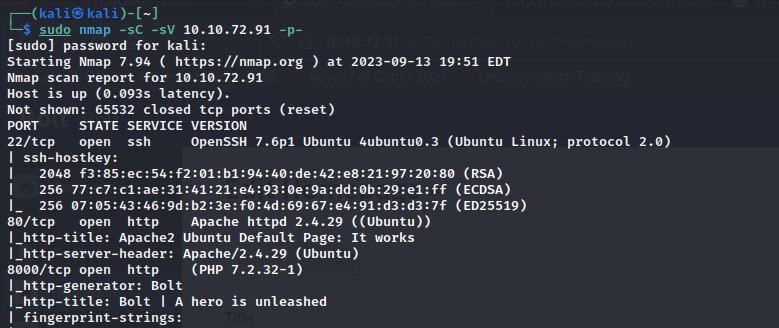 ┌──(kali㉿kali)-[~]
└─$ sudo nmap -sC -sV 10.10.72.91 -p-
[sudo] password for kali:
Starting Nmap 7.94 ( https://nmap.org ) at 2023-09-13 19:51 EDT
Nmap scan report for 10.10.72.91
Host is up (0.093s latency).
Not shown: 65532 closed tcp ports (reset)
PORT     STATE SERVICE VERSION
22/tcp   open  ssh     OpenSSH 7.6p1 Ubuntu 4ubuntu0.3 (Ubuntu Linux; protocol 2.0)
| ssh-hostkey:
|   2048 f3:85:ec:54:f2:01:b1:94:40:de:42:e8:21:97:20:80 (RSA)
|   256 77:c7:c1:ae:31:41:21:e4:93:0e:9a:dd:0b:29:e1:ff (ECDSA)
|_  256 07:05:43:46:9d:b2:3e:f0:4d:69:67:e4:91:d3:d3:7f (ED25519)
80/tcp   open  http    Apache httpd 2.4.29 ((Ubuntu))
|_http-title: Apache2 Ubuntu Default Page: It works
|_http-server-header: Apache/2.4.29 (Ubuntu)
8000/tcp open  http    (PHP 7.2.32-1)
|_http-generator: Bolt
|_http-title: Bolt | A hero is unleashed
| fingerprint-strings:
Title: